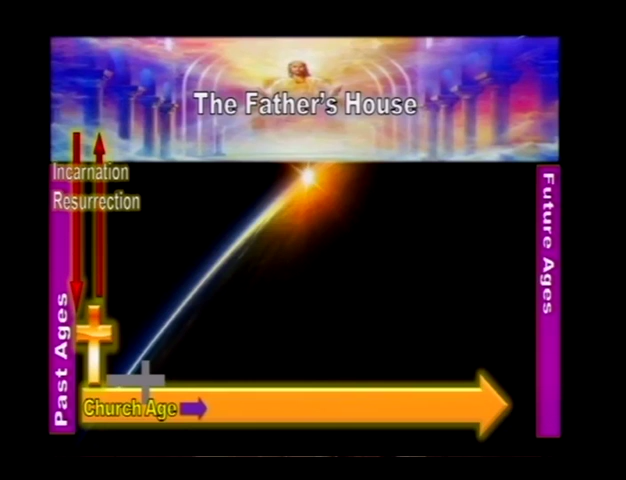 The Father's House
Incarnation
Resurrection
Past Ages
Church Age
Future Ages